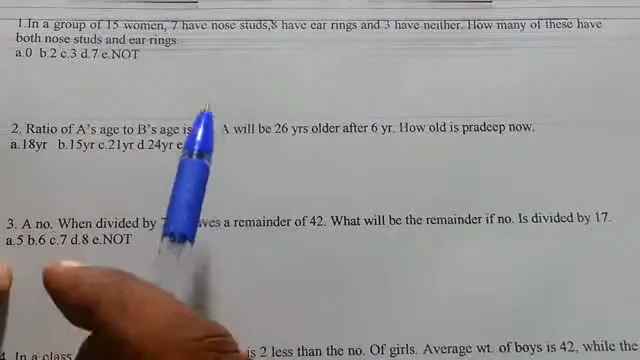 1.In a group of 15 women, 7 have nose studs,8 have ear rings and 3 have neither. How many of these have
both nose studs and ear rings.
a.0 b.2 c.3 d.7 e.NOT
2. Ratio of A's age to B's age is A will be 26 yrs older after 6 yr. How old is pradeep now.
a.18yr b.15yr c.21yr d.24yr
3. A no. When divided by a remainder of 42. What will be the remainder if no. Is divided by 17.
a.5 b.6 c.7 d.8 e.NOT
4. In a class is 2 less than the no. Of girls. Average wt. of boys is 42, while the